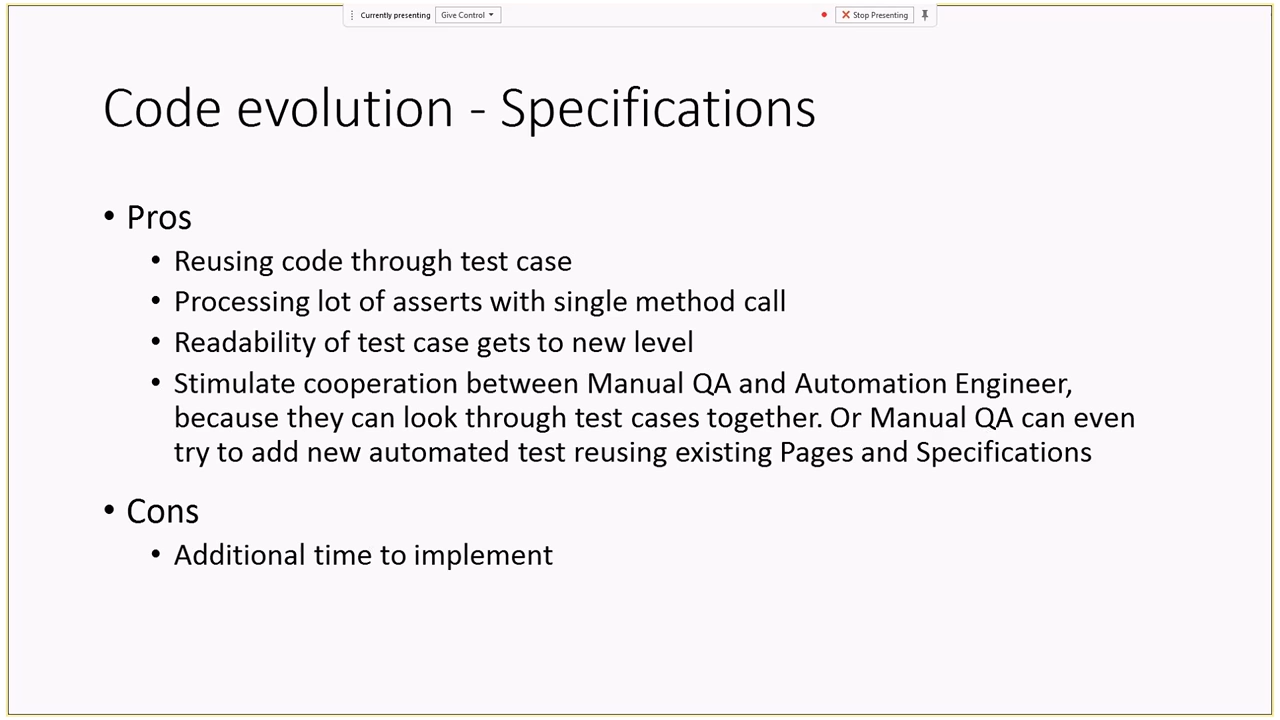 Currently presenting Give Control Stop Presenting
Code evolution - Specifications
• Pros
• Reusing code through test case
• Processing lot of asserts with single method call
• Readability of test case gets to new level
• Stimulate cooperation between Manual QA and Automation Engineer,
because they can look through test cases together. Or Manual QA can even
try to add new automated test reusing existing Pages and Specifications
• Cons
• Additional time to implement